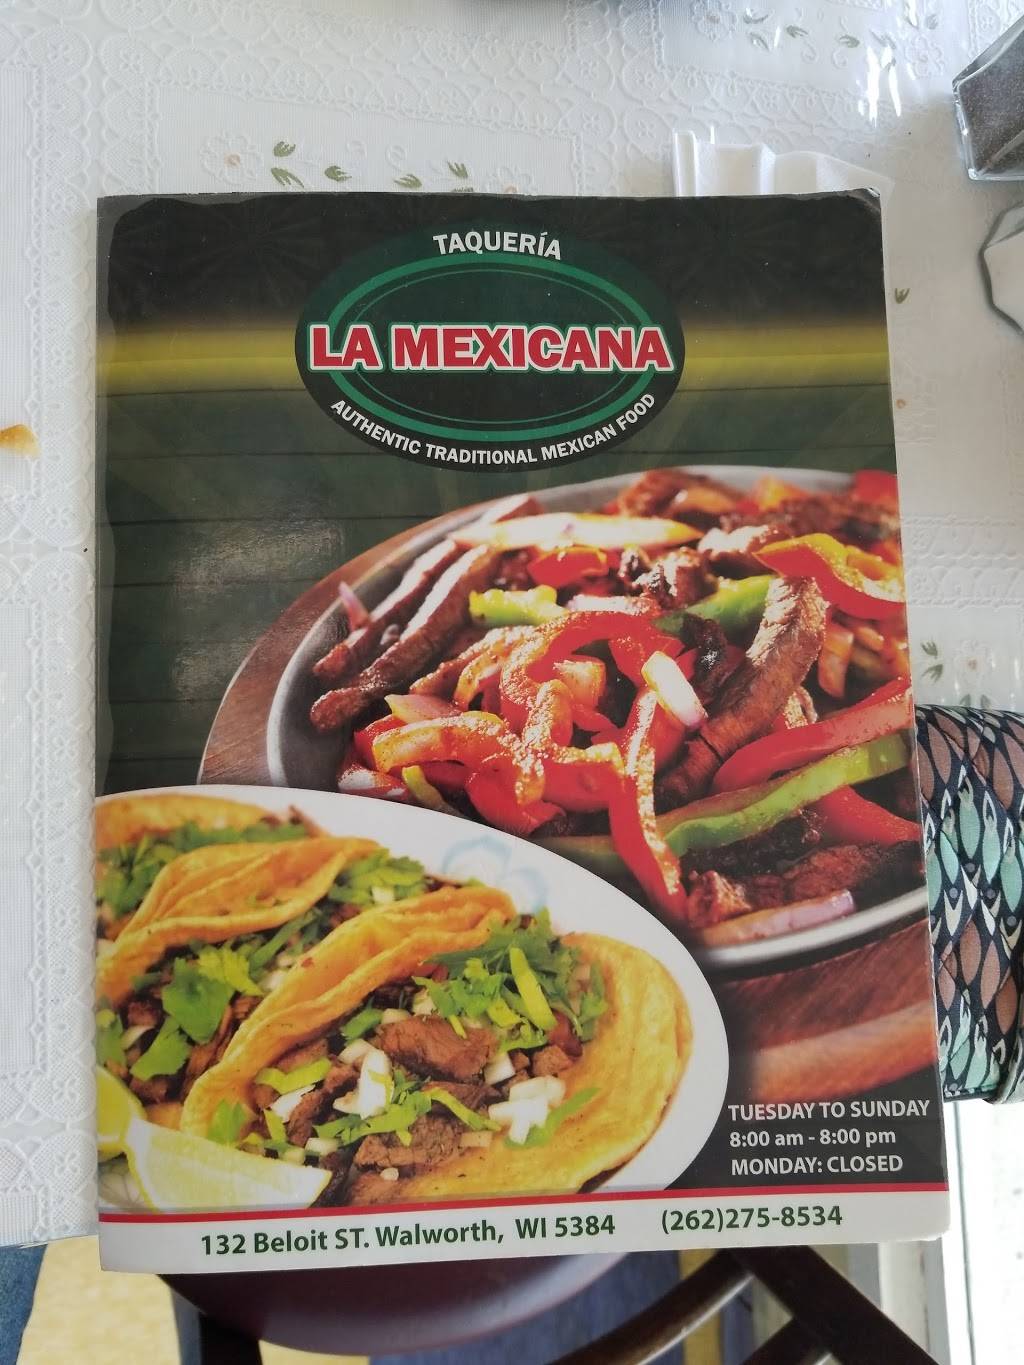 TAQUERÍA
LA MEXICANA
AUTHENTIC TRADITIONAL MEXICAN FOOD
TUESDAY TO SUNDAY
8:00 am - 8:00 pm
MONDAY: CLOSED
132 Beloit ST. Walworth, WI 5384 (262)275-8534